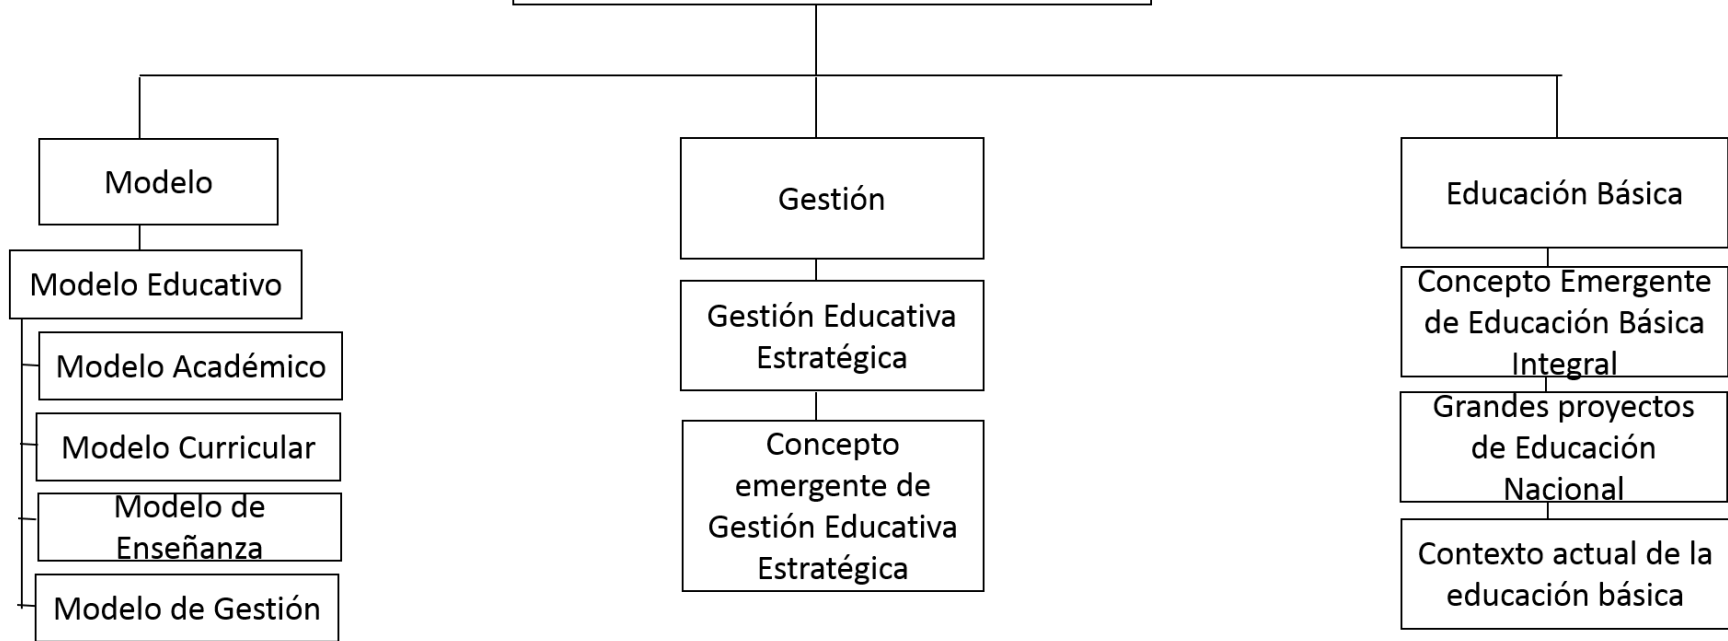 Modelo
Modelo Educativo
Modelo Académico
Modelo Curricular
Modelo de
Enseñanza
Modelo de Gestión
Gestión
Gestión Educativa
Estratégica
Concepto
emergente de
Gestión Educativa
Estratégica
Educación Básica
Concepto Emergente
de Educación Básica
Integral
Grandes proyectos
de Educación
Nacional
Contexto actual de la
educación básica